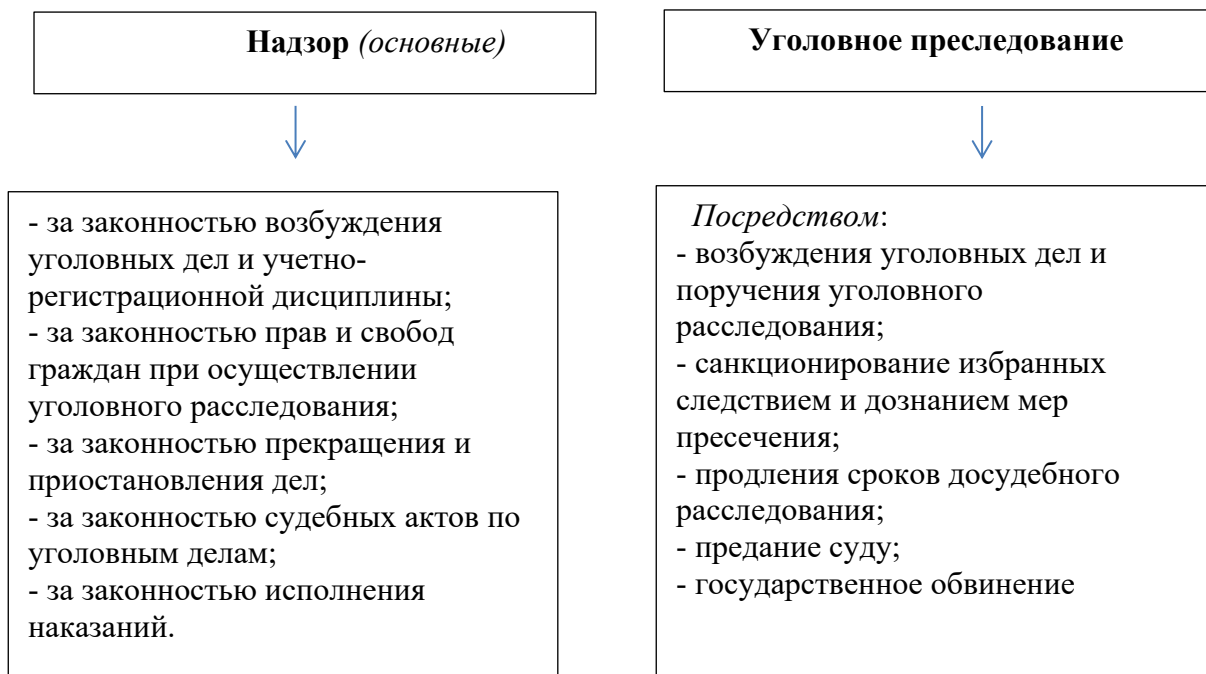 Надзор (основные)
- за законностью возбуждения
уголовных дел и учетно-
регистрационной дисциплины;
- за законностью прав и свобод
граждан при осуществлении
уголовного расследования;
- за законностью прекращения и
приостановления дел;
- за законностью судебных актов по
уголовным делам;
- за законностью исполнения
наказаний.
Уголовное преследование
Посредством:
- возбуждения уголовных дел и
поручения уголовного
расследования;
- санкционирование избранных
следствием и дознанием мер
пресечения;
- продления сроков досудебного
расследования;
- предание суду;
- государственное обвинение